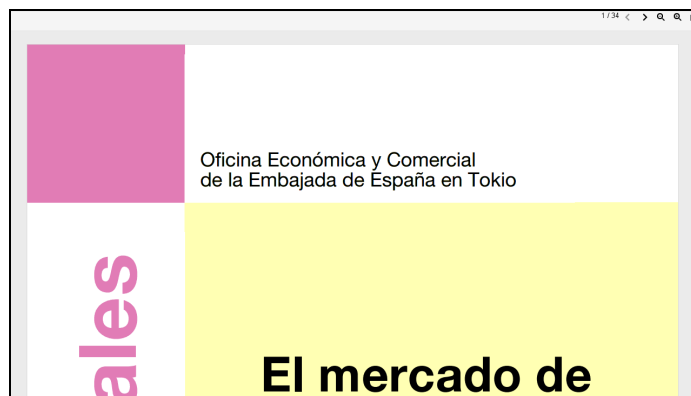 1 / 34
Oficina Económica y Comercial
de la Embajada de España en Tokio
ales
El mercado de